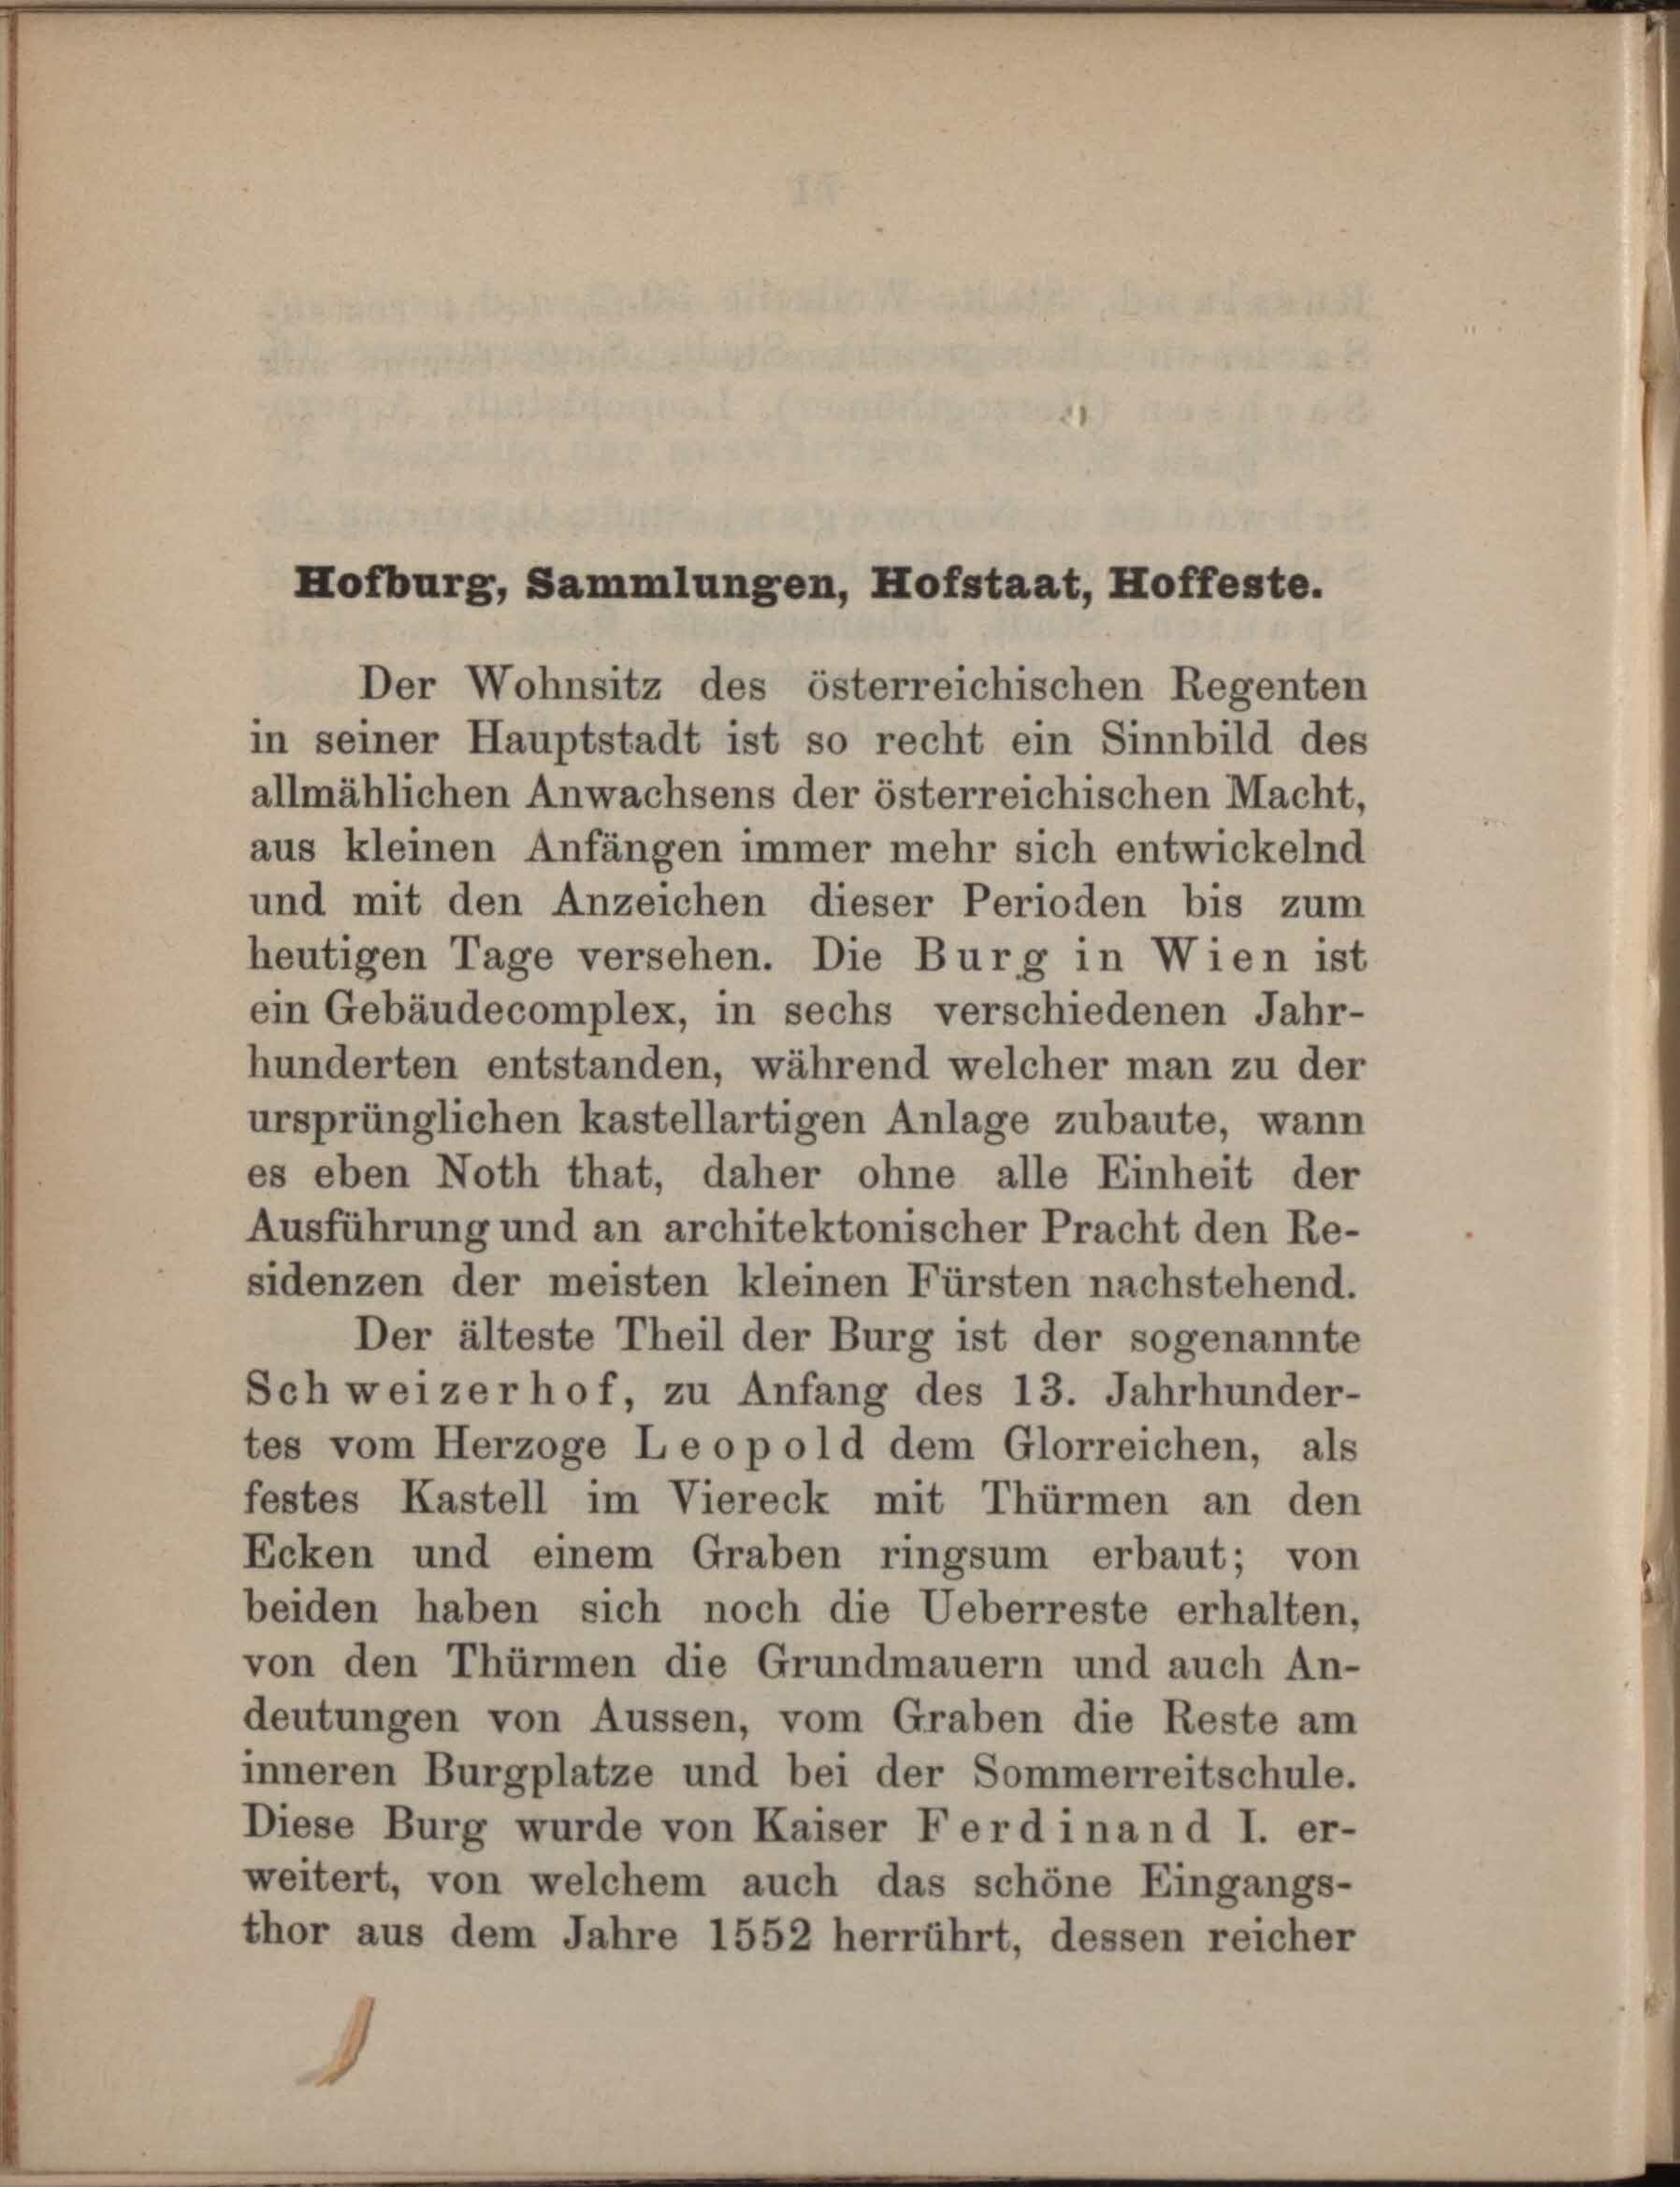 Hofburg, Sammlungen, Hofstaat, Hoffeste.
Der Wohnsitz des österreichischen Regenten
in seiner Hauptstadt ist so recht ein Sinnbild des
allmählichen Anwachsens der österreichischen Macht,
aus kleinen Anfängen immer mehr sich entwickelnd
und mit den Anzeichen dieser Perioden bis zum
heutigen Tage versehen. Die Burg in Wien ist
ein Gebäudecomplex, in sechs verschiedenen Jahr-
hunderten entstanden, während welcher man zu der
ursprünglichen kastellartigen Anlage zubaute, wann
es eben Noth that, daher ohne alle Einheit der
Ausführung und an architektonischer Pracht den Re-
sidenzen der meisten kleinen Fürsten nachstehend.
Der älteste Theil der Burg ist der sogenannte
Schweizerhof, zu Anfang des 13. Jahrhunder-
tes vom Herzoge Leopold dem Glorreichen, als
festes Kastell im Viereck mit Thürmen an den
Ecken und einem Graben ringsum erbaut; von
beiden haben sich noch die Ueberreste erhalten,
von den Thürmen die Grundmauern und auch An-
deutungen von Aussen, vom Graben die Reste am
inneren Burgplatze und bei der Sommerreitschule.
Diese Burg wurde von Kaiser Ferdinand I. er-
weitert, von welchem auch das schöne Eingangs-
thor aus dem Jahre 1552 herrührt, dessen reicher